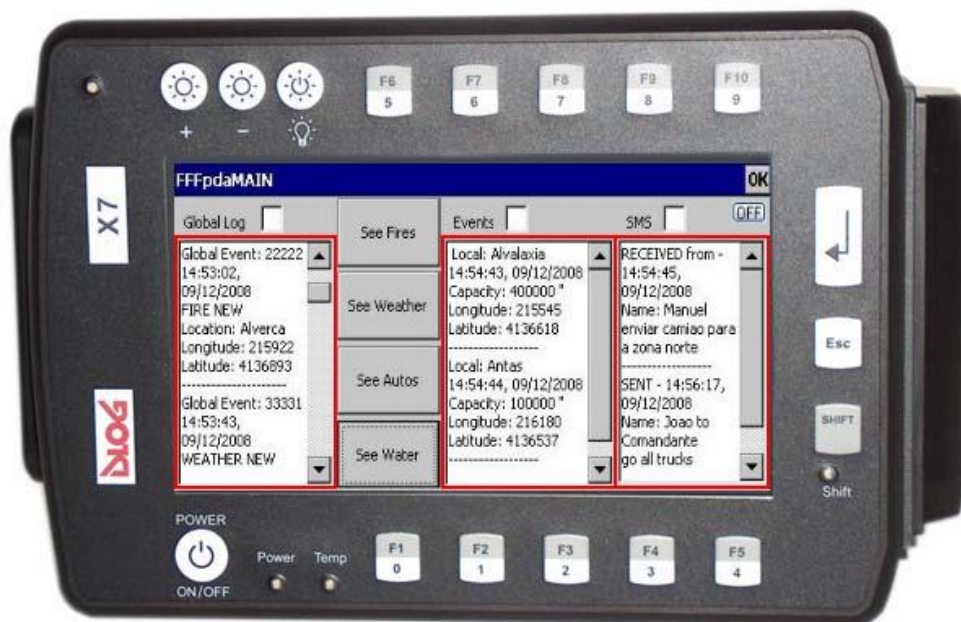 F6 F7 F8 F9 F10
5 6 7 8 9
+ -
X7
FFFpdaMAIN OK
Global Log
See Fires
Events
SMS
OFF
Global Event: 22222
14:53:02,
09/12/2008
FIRE NEW
Location: Alverca
Longitude: 215922
Latitude: 4136893
--------------------
Global Event: 33331
14:53:43,
09/12/2008
WEATHER NEW
See Weather
See Autos
See Water
Local: Alvalaxia
14:54:43, 09/12/2008
Capacity: 400000 "
Longitude: 215545
Latitude: 4136618
-----------------
Local: Antas
14:54:44, 09/12/2008
Capacity: 100000 "
Longitude: 216180
Latitude: 4136537
-----------------
RECEIVED from -
14:54:45,
09/12/2008
Name: Manuel
enviar camiao para
a zona norte
-----------------
SENT - 14:56:17,
09/12/2008
Name: Joao to
Comandante
go all trucks
Esc
SHIFT
Shift
POWER
ON/OFF
Power Temp
F1 F2 F3 F4 F5
0 1 2 3 4